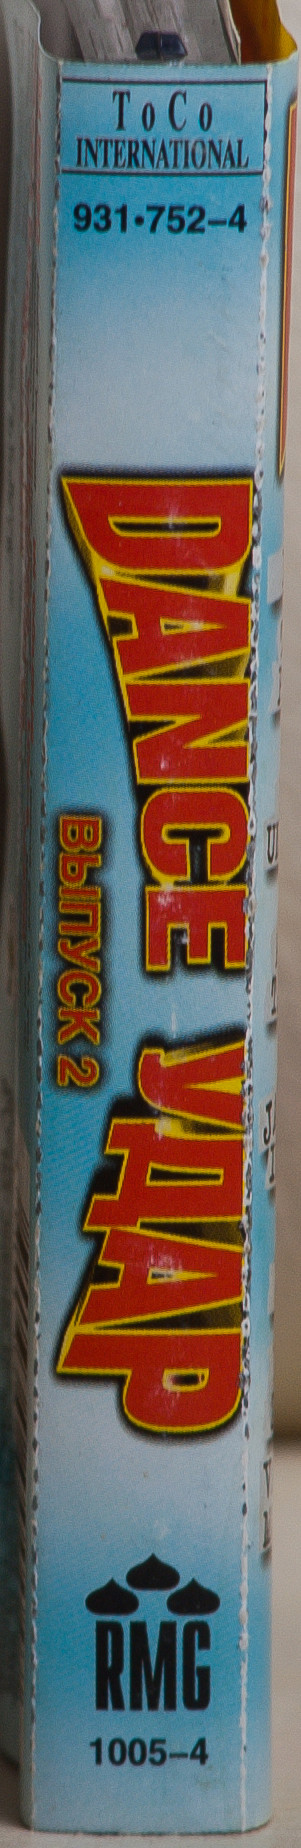 ToCo
INTERNATIONAL
931•752–4
DANCE УДАР
ВЫПУСК 2
RMG
1005–4